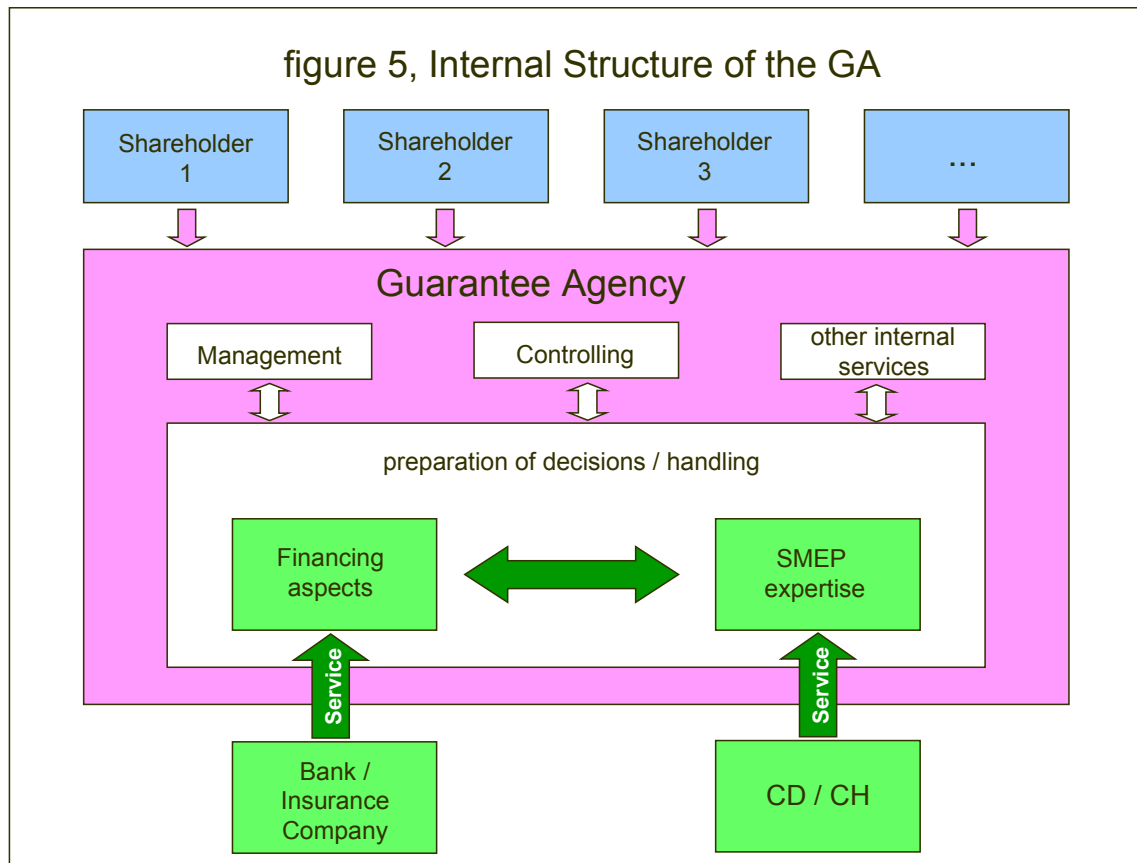 figure 5, Internal Structure of the GA
Shareholder
1
Shareholder
2
Shareholder
3
...
Guarantee Agency
Management
Controlling
other internal
services
preparation of decisions / handling
Financing
aspects
SMEP
expertise
Service
Service
Bank /
Insurance
Company
CD / CH